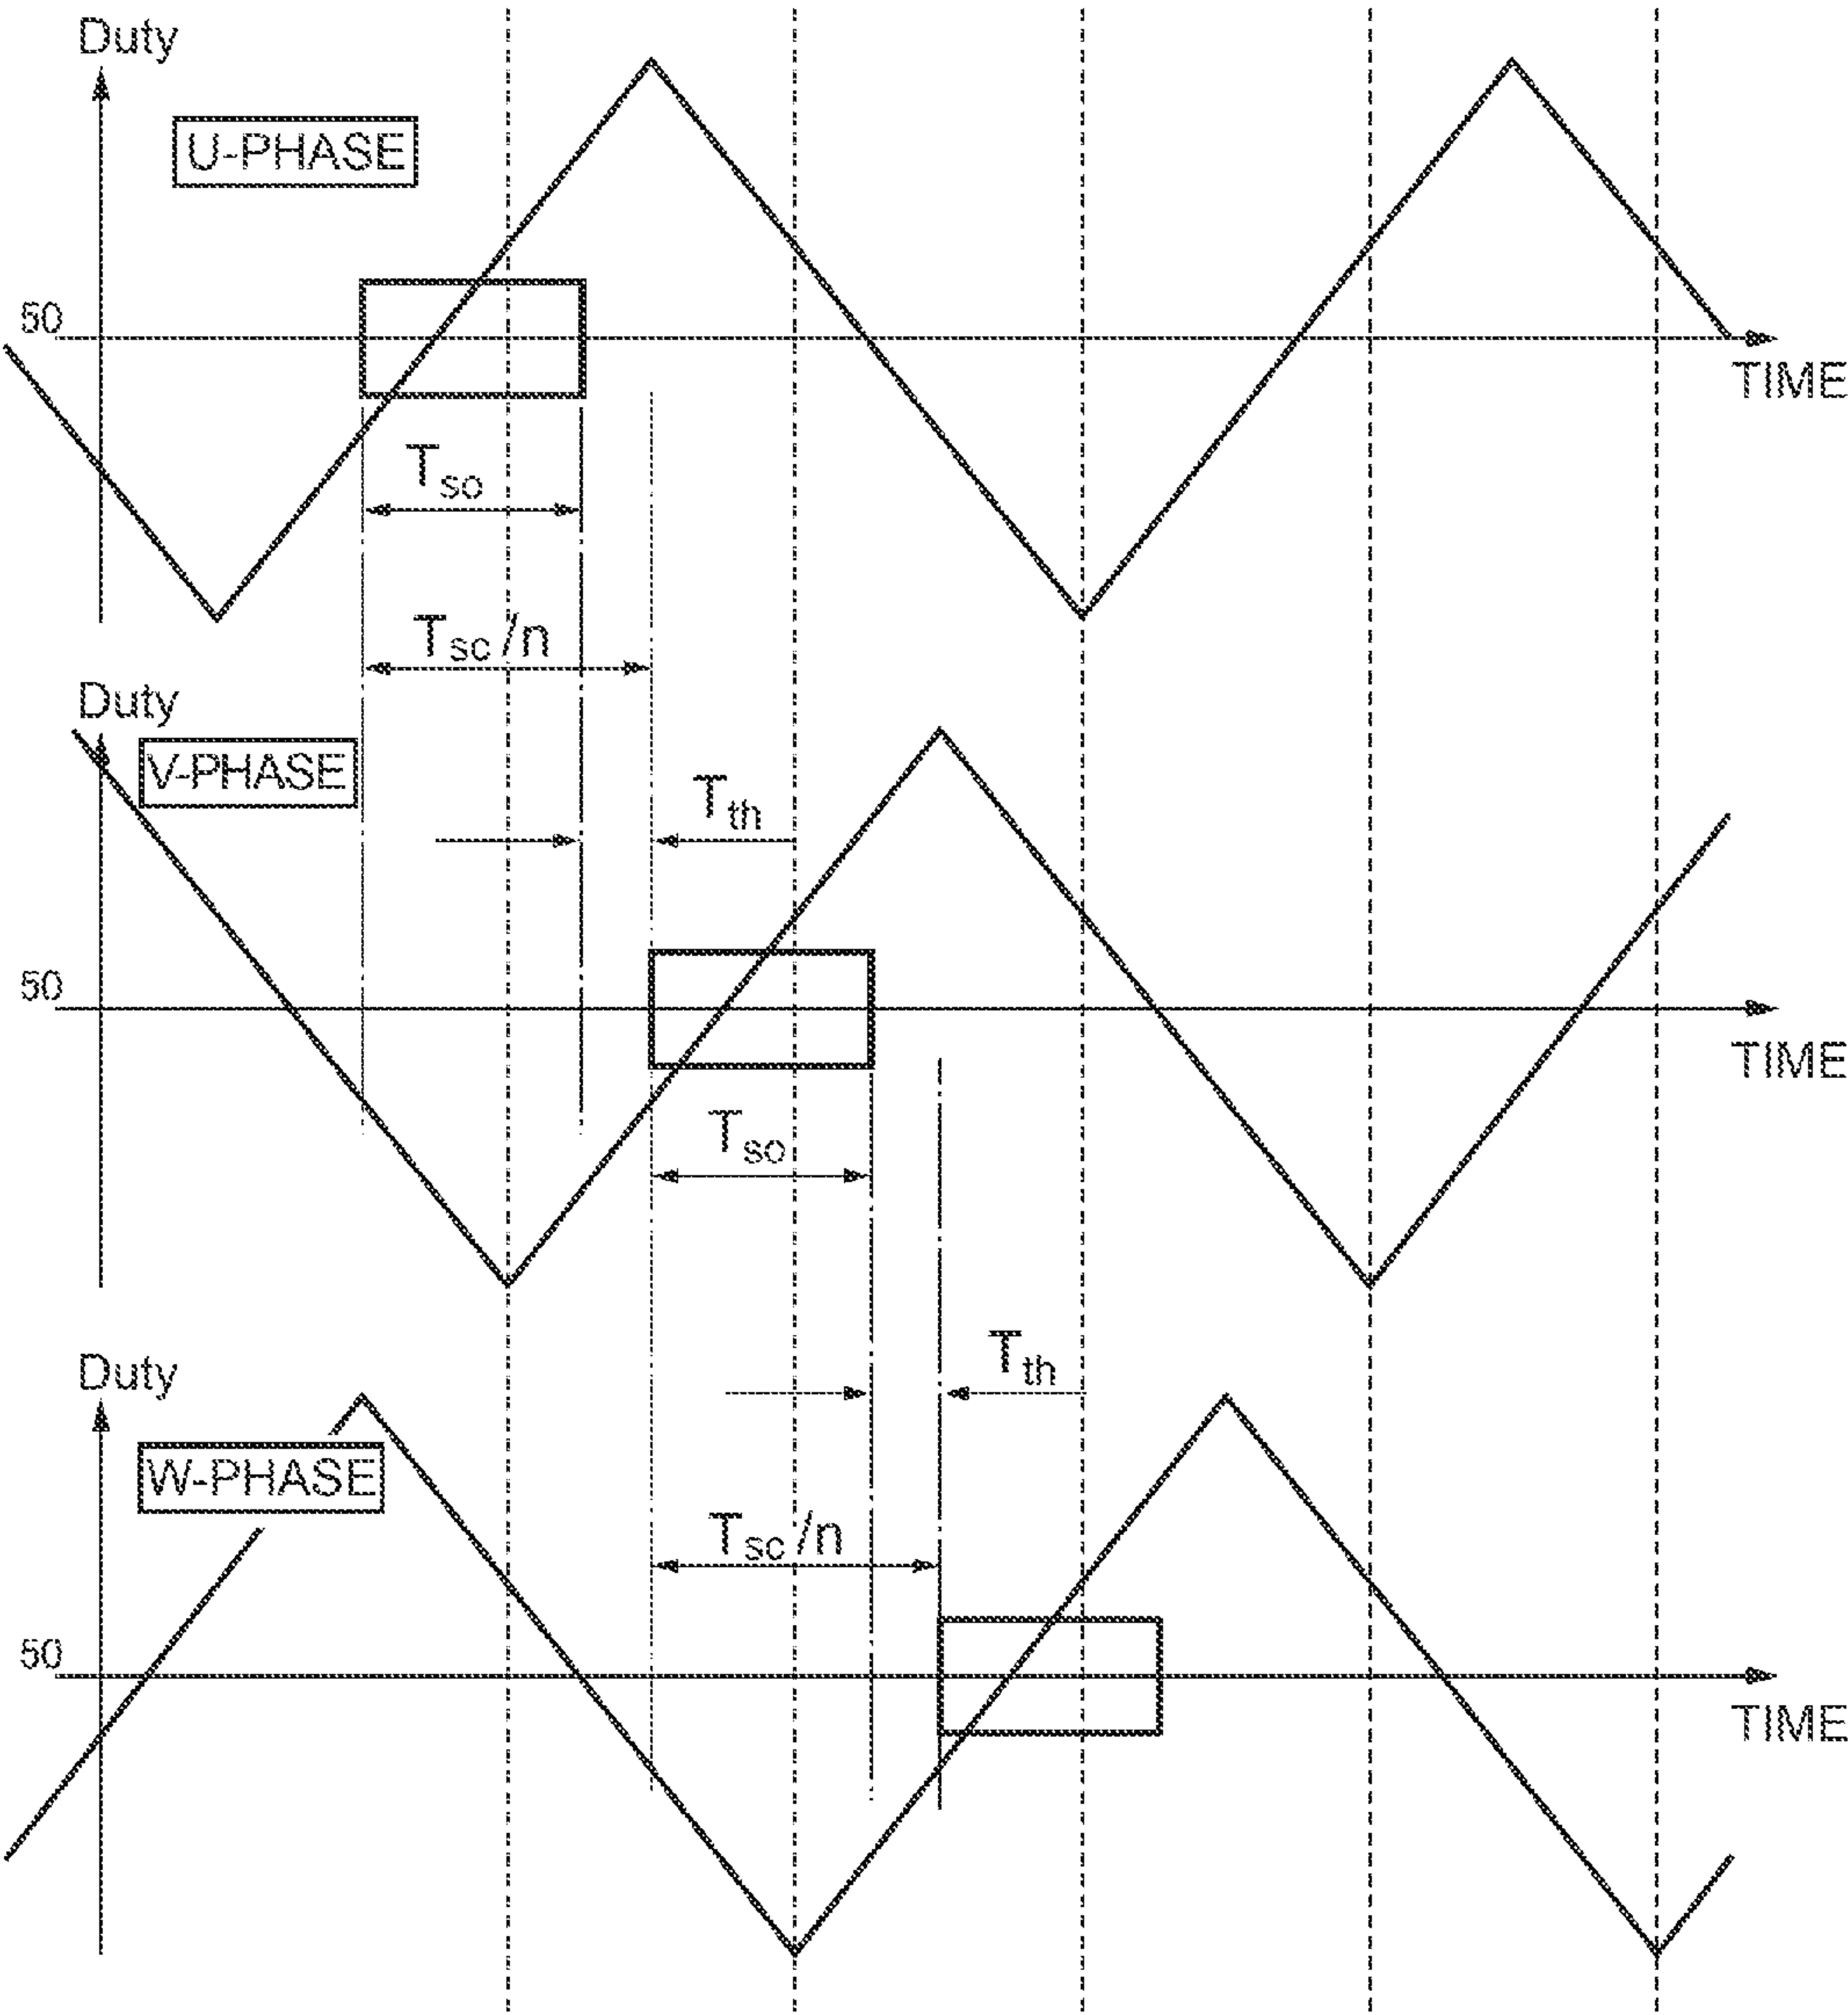 Duty
U-PHASE
50
TIME
Tso
Tsc /n
Duty
V-PHASE
Tth
50
TIME
Tso
Tth
Duty
W-PHASE
Tsc /n
50
TIME